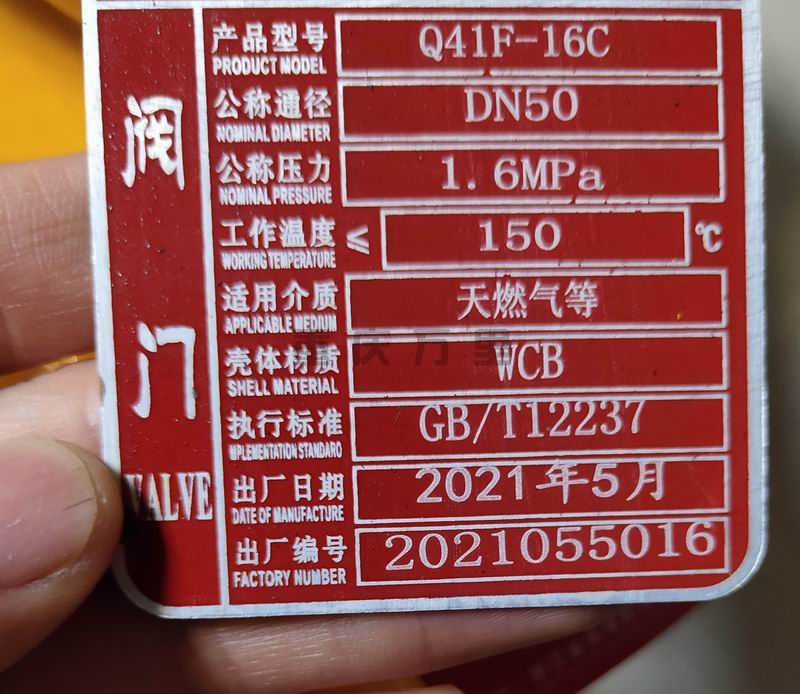 阀门
VALVE
产品型号 Q41F-16C
PRODUCT MODEL
公称通径 DN50
NOMINAL DIAMETER
公称压力 1.6MPa
NOMINAL PRESSURE
工作温度 ≤ 150 ℃
WORKING TEMPERATURE
适用介质 天燃气等
APPLICABLE MEDIUM
壳体材质 WCB
SHELL MATERIAL
执行标准 GB/T12237
IMPLEMENTATION STANDARD
出厂日期 2021年5月
DATE OF MANUFACTURE
出厂编号 2021055016
FACTORY NUMBER